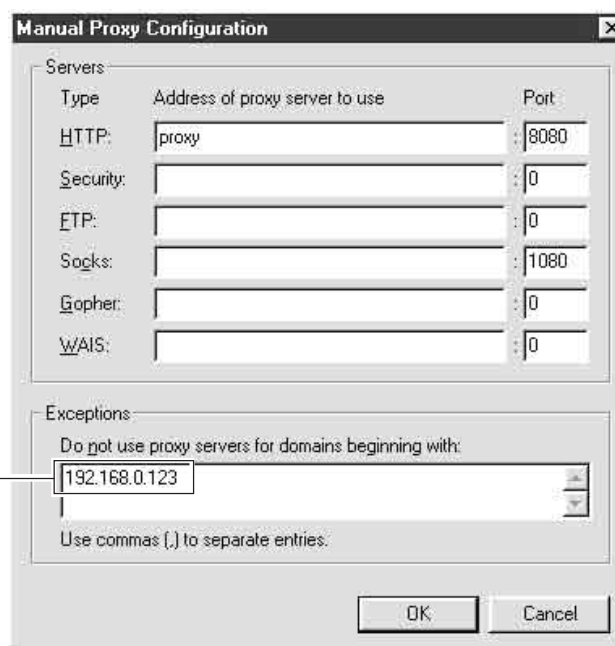 Manual Proxy Configuration
Servers
Type Address of proxy server to use Port
HTTP: proxy : 8080
Security: : 0
FTP: : 0
Socks: : 1080
Gopher: : 0
WAIS: : 0
Exceptions
Do not use proxy servers for domains beginning with:
192.168.0.123
Use commas (,) to separate entries.
OK Cancel